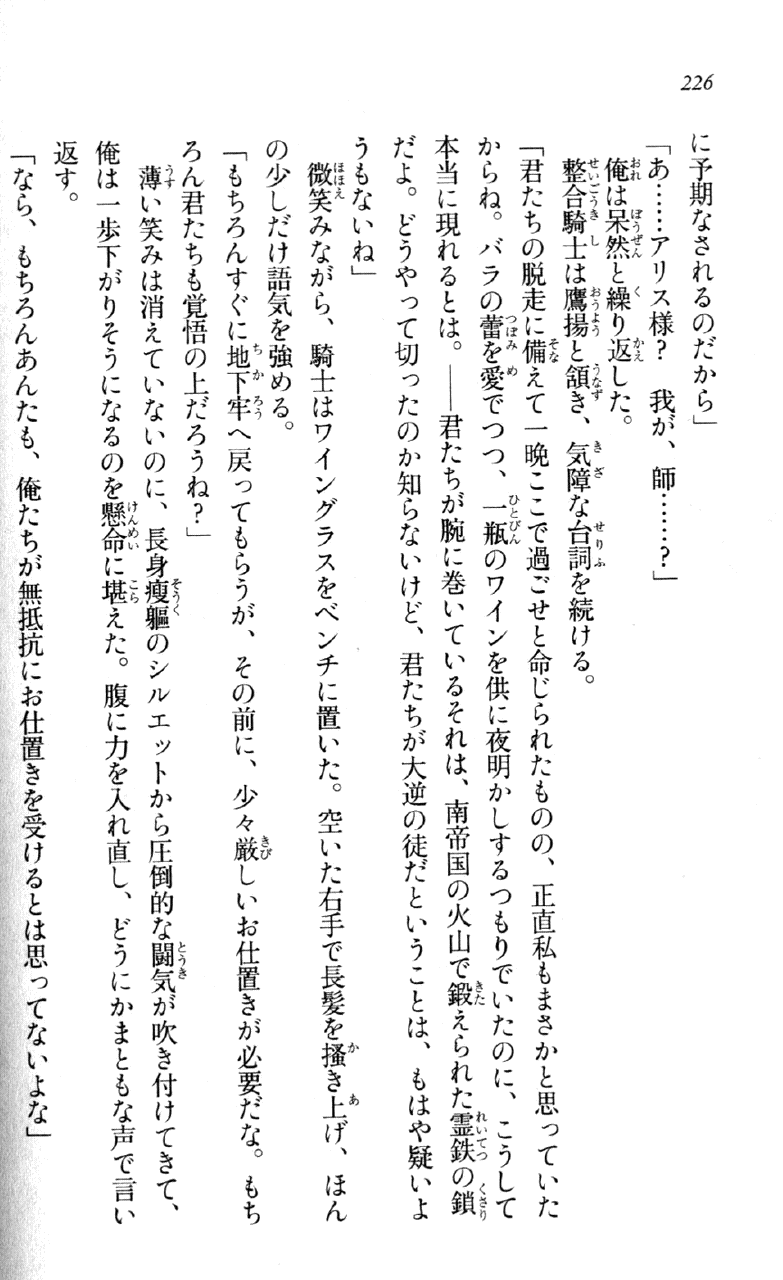 226
に予期なされるのだから」
「あ……アリス様？　我が、師……？」
俺は呆然と繰り返した。
整合騎士は鷹揚と頷き、気障な台詞を続ける。
「君たちの脱走に備えて一晩ここで過ごせと命じられたものの、正直私もまさかと思っていた
からね。バラの蕾を愛でつつ、一瓶のワインを供に夜明かしするつもりでいたのに、こうして
本当に現れるとは。――君たちが腕に巻いているそれは、南帝国の火山で鍛えられた霊鉄の鎖
だよ。どうやって切ったのか知らないけど、君たちが大逆の徒だということは、もはや疑いよ
うもないね」
微笑みながら、騎士はワイングラスをベンチに置いた。空いた右手で長髪を掻き上げ、ほん
の少しだけ語気を強める。
「もちろんすぐに地下牢へ戻ってもらうが、その前に、少々厳しいお仕置きが必要だな。もち
ろん君たちも覚悟の上だろうね？」
薄い笑みは消えていないのに、長身痩軀のシルエットから圧倒的な闘気が吹き付けてきて、
俺は一歩下がりそうになるのを懸命に堪えた。腹に力を入れ直し、どうにかまともな声で言い
返す。
「なら、もちろんあんたも、俺たちが無抵抗にお仕置きを受けるとは思ってないよな」